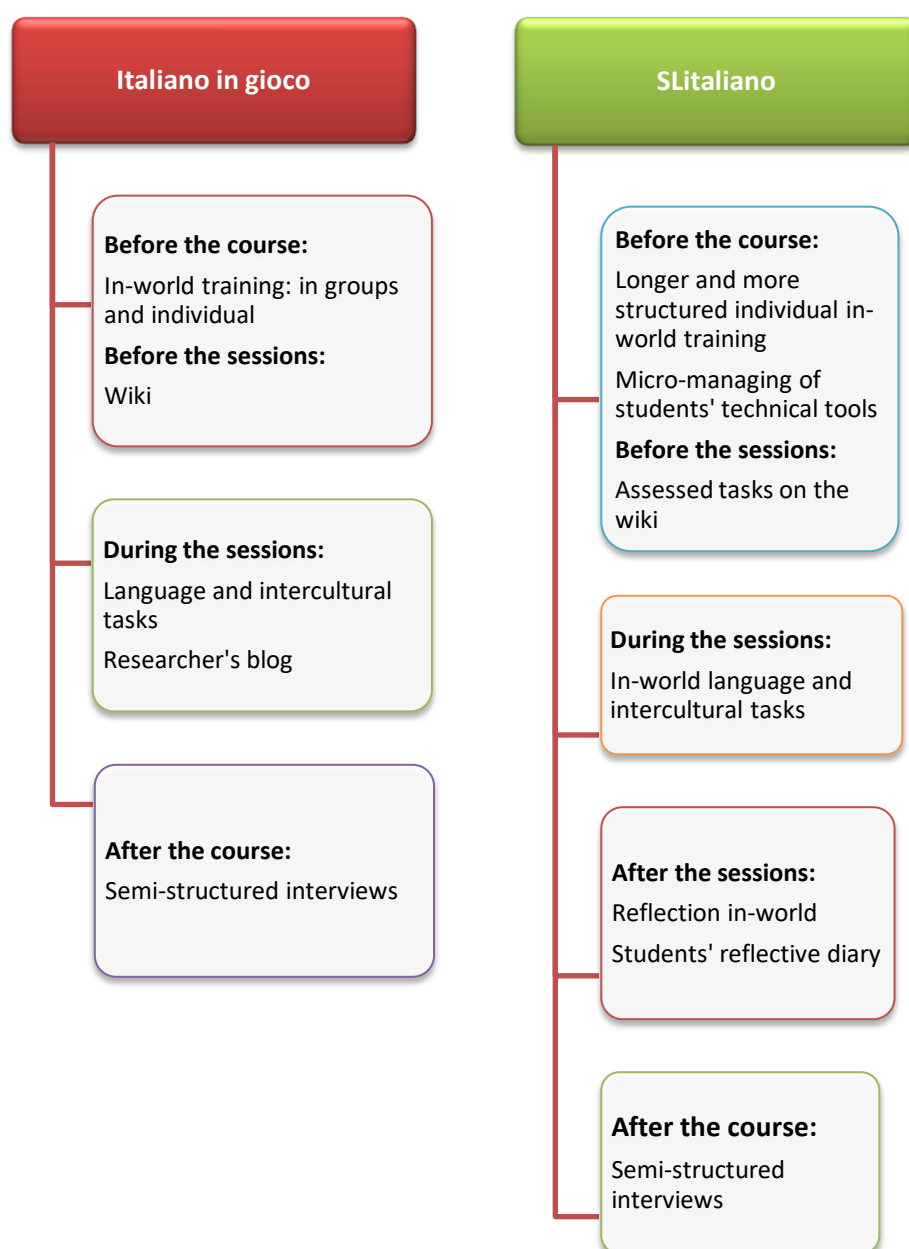 Italiano in gioco
Before the course:
In-world training: in groups
and individual
Before the sessions:
Wiki
During the sessions:
Language and intercultural
tasks
Researcher's blog
After the course:
Semi-structured interviews
SLitaliano
Before the course:
Longer and more
structured individual in-
world training
Micro-managing of
students' technical tools
Before the sessions:
Assessed tasks on the
wiki
During the sessions:
In-world language and
intercultural tasks
After the sessions:
Reflection in-world
Students' reflective diary
After the course:
Semi-structured
interviews